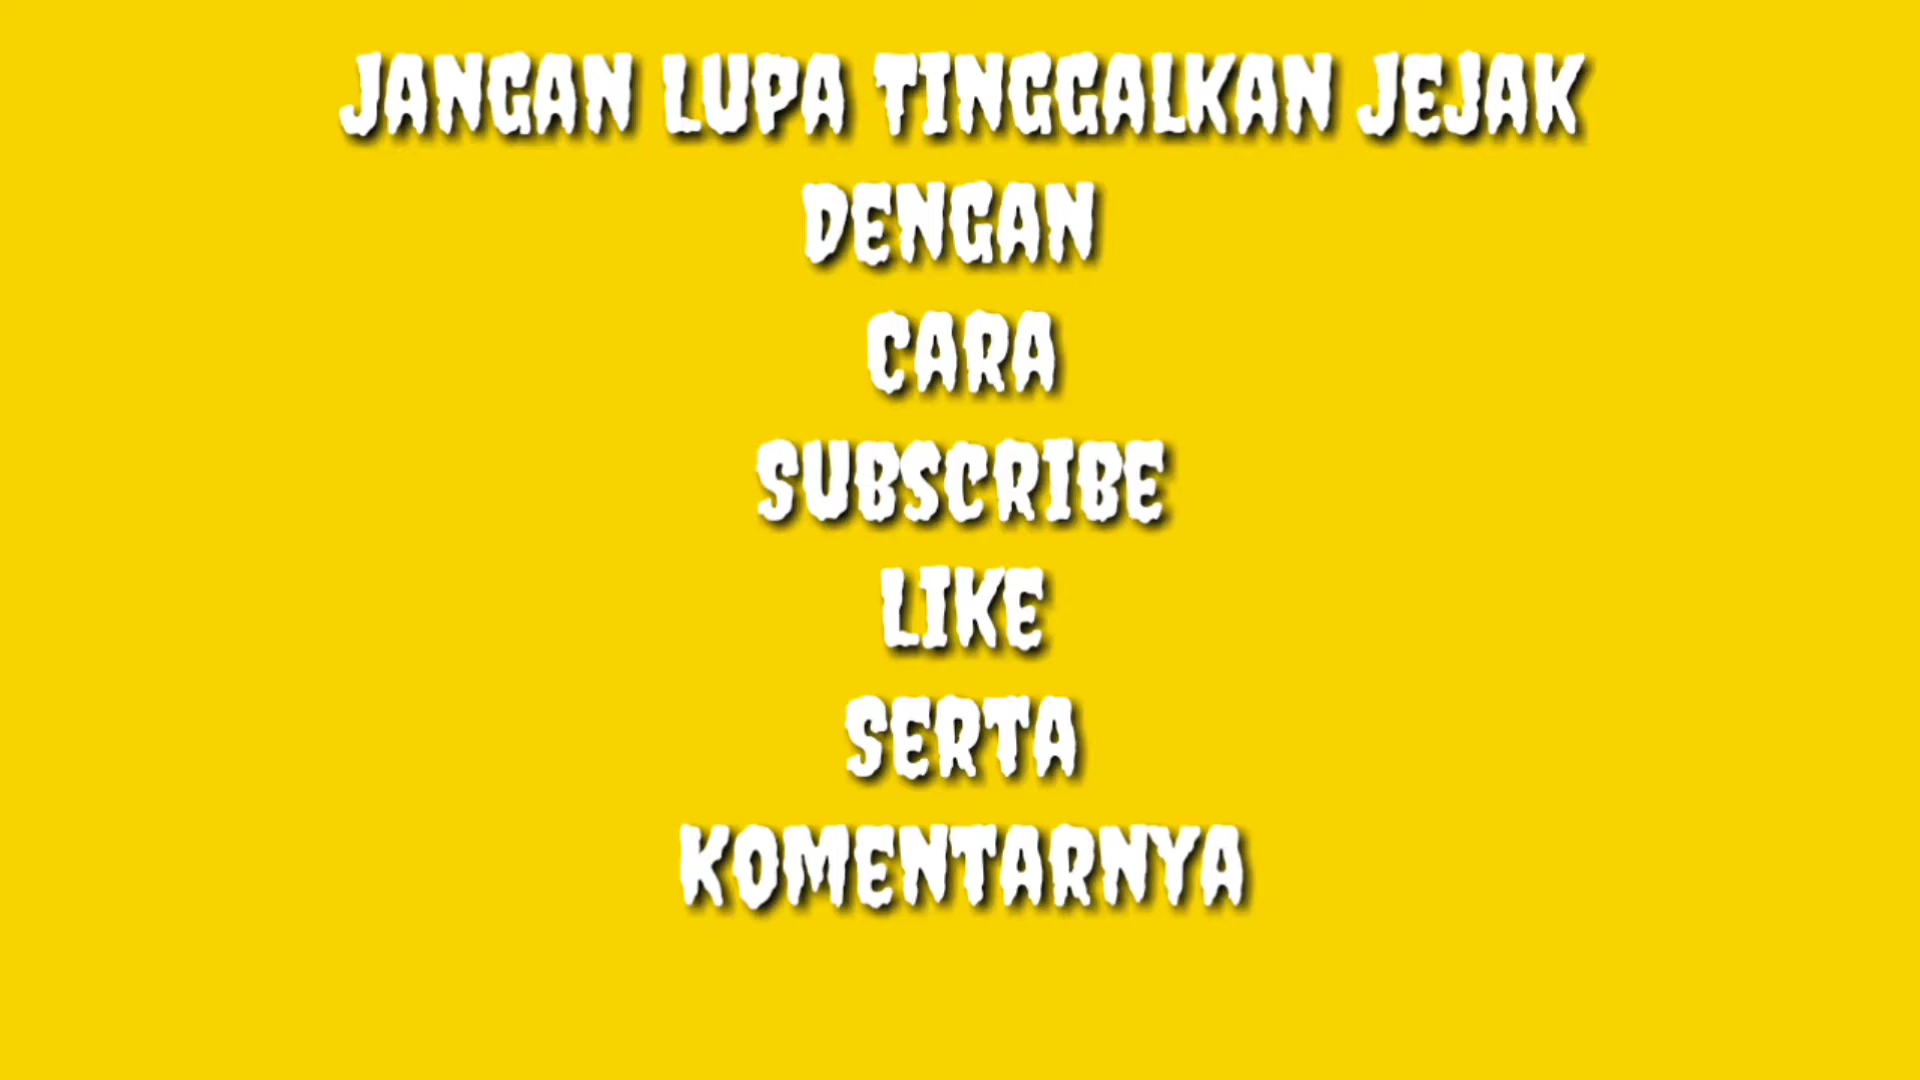 JANGAN LUPA TINGGALKAN JEJAK
DENGAN
CARA
SUBSCRIBE
LIKE
SERTA
KOMENTARNYA